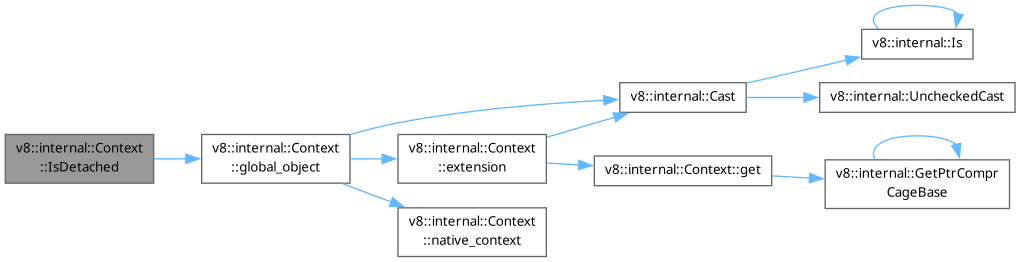 v8::internal::Context
::IsDetached
v8::internal::Context
::global_object
v8::internal::Context
::extension
v8::internal::Context
::native_context
v8::internal::Cast
v8::internal::Context::get
v8::internal::Is
v8::internal::UncheckedCast
v8::internal::GetPtrCompr
CageBase